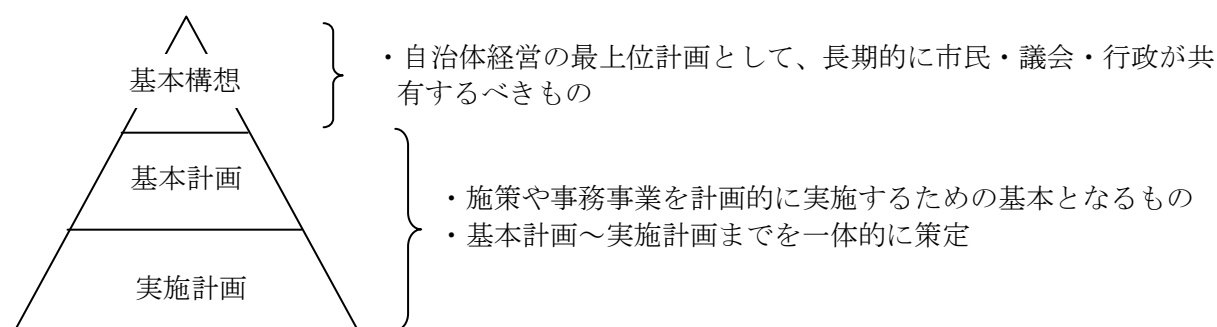 基本構想
・自治体経営の最上位計画として、長期的に市民・議会・行政が共
有するべきもの
基本計画
・施策や事務事業を計画的に実施するための基本となるもの
・基本計画～実施計画までを一体的に策定
実施計画